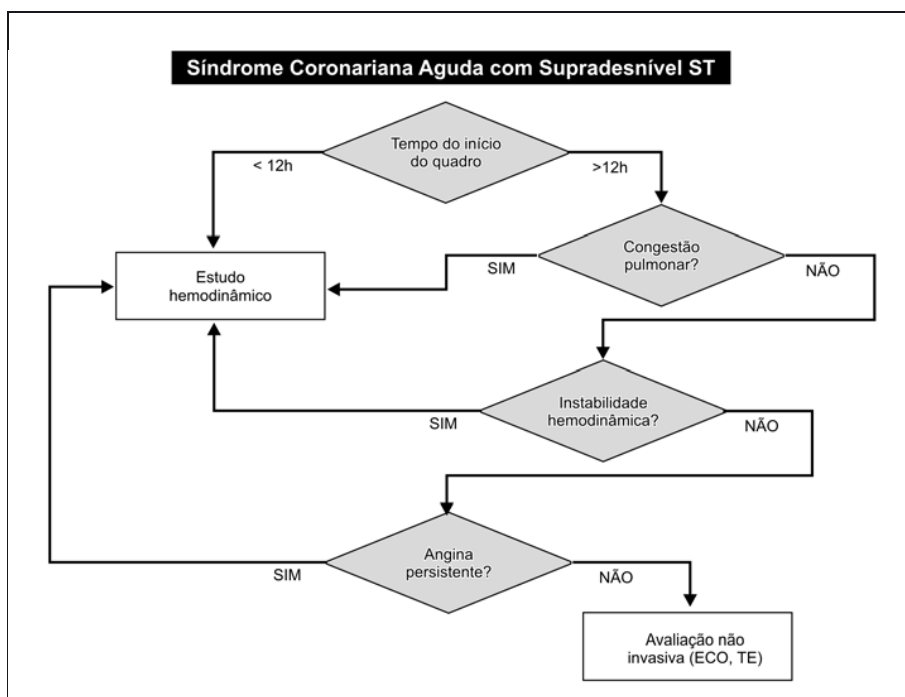 Síndrome Coronariana Aguda com Supradesnível ST
Tempo do início
do quadro
< 12h
>12h
Congestão
pulmonar?
SIM
NÃO
Estudo
hemodinâmico
Instabilidade
hemodinâmica?
SIM
NÃO
Angina
persistente?
SIM
NÃO
Avaliação não
invasiva (ECO, TE)